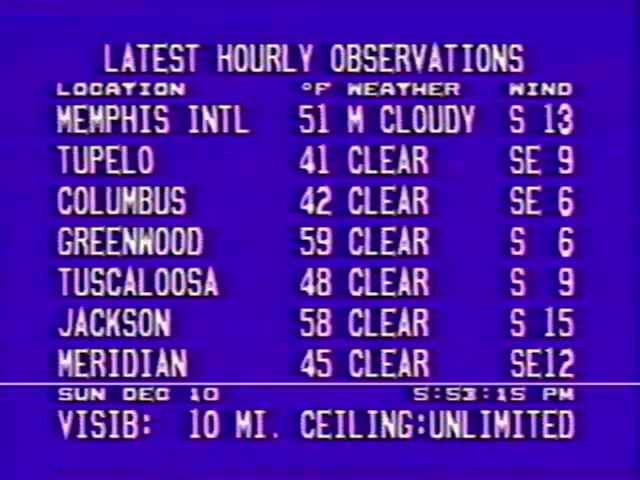 LATEST HOURLY OBSERVATIONS
LOCATION °F WEATHER WIND
MEMPHIS INTL 51 M CLOUDY S 13
TUPELO 41 CLEAR SE 9
COLUMBUS 42 CLEAR SE 6
GREENWOOD 59 CLEAR S 6
TUSCALOOSA 48 CLEAR S 9
JACKSON 58 CLEAR S 15
MERIDIAN 45 CLEAR SE12
SUN DEC 10 5:53:15 PM
VISIB: 10 MI. CEILING:UNLIMITED